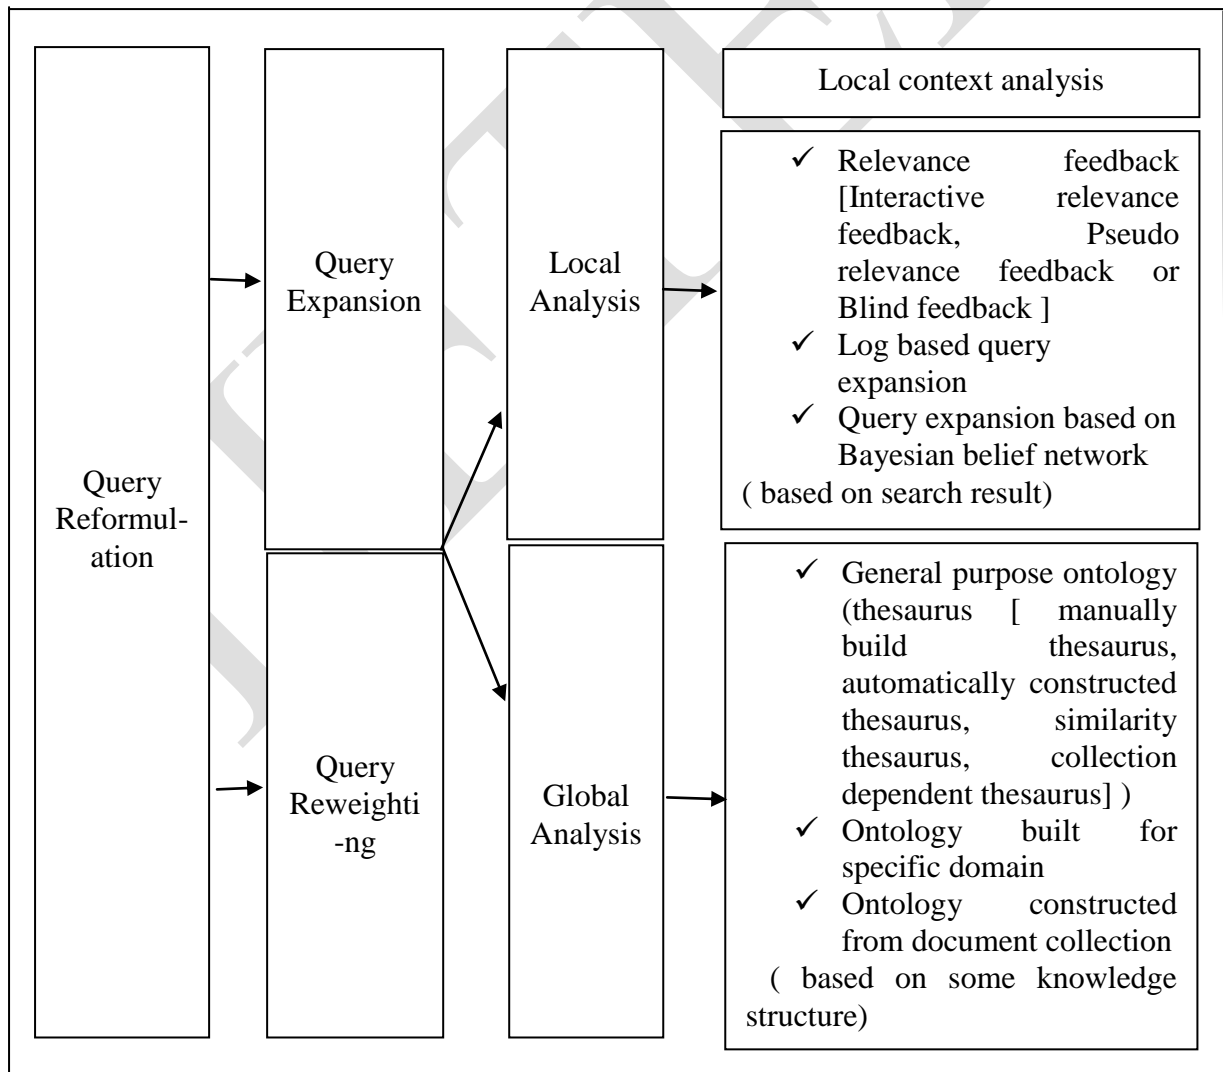 Query
Reformul-
ation
Query
Expansion
Query
Reweighti
-ng
Local
Analysis
Global
Analysis
Local context analysis
✓ Relevance feedback
[Interactive relevance
feedback, Pseudo
relevance feedback or
Blind feedback ]
✓ Log based query
expansion
✓ Query expansion based on
Bayesian belief network
( based on search result)
✓ General purpose ontology
(thesaurus [ manually
build thesaurus,
automatically constructed
thesaurus, similarity
thesaurus, collection
dependent thesaurus] )
✓ Ontology built for
specific domain
✓ Ontology constructed
from document collection
( based on some knowledge
structure)